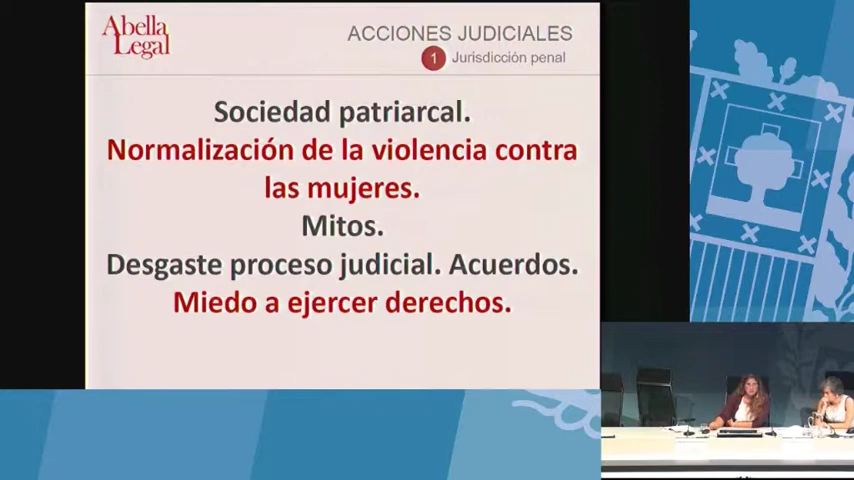 Abella
Legal
ACCIONES JUDICIALES
1 Jurisdicción penal
Sociedad patriarcal.
Normalización de la violencia contra
las mujeres.
Mitos.
Desgaste proceso judicial. Acuerdos.
Miedo a ejercer derechos.